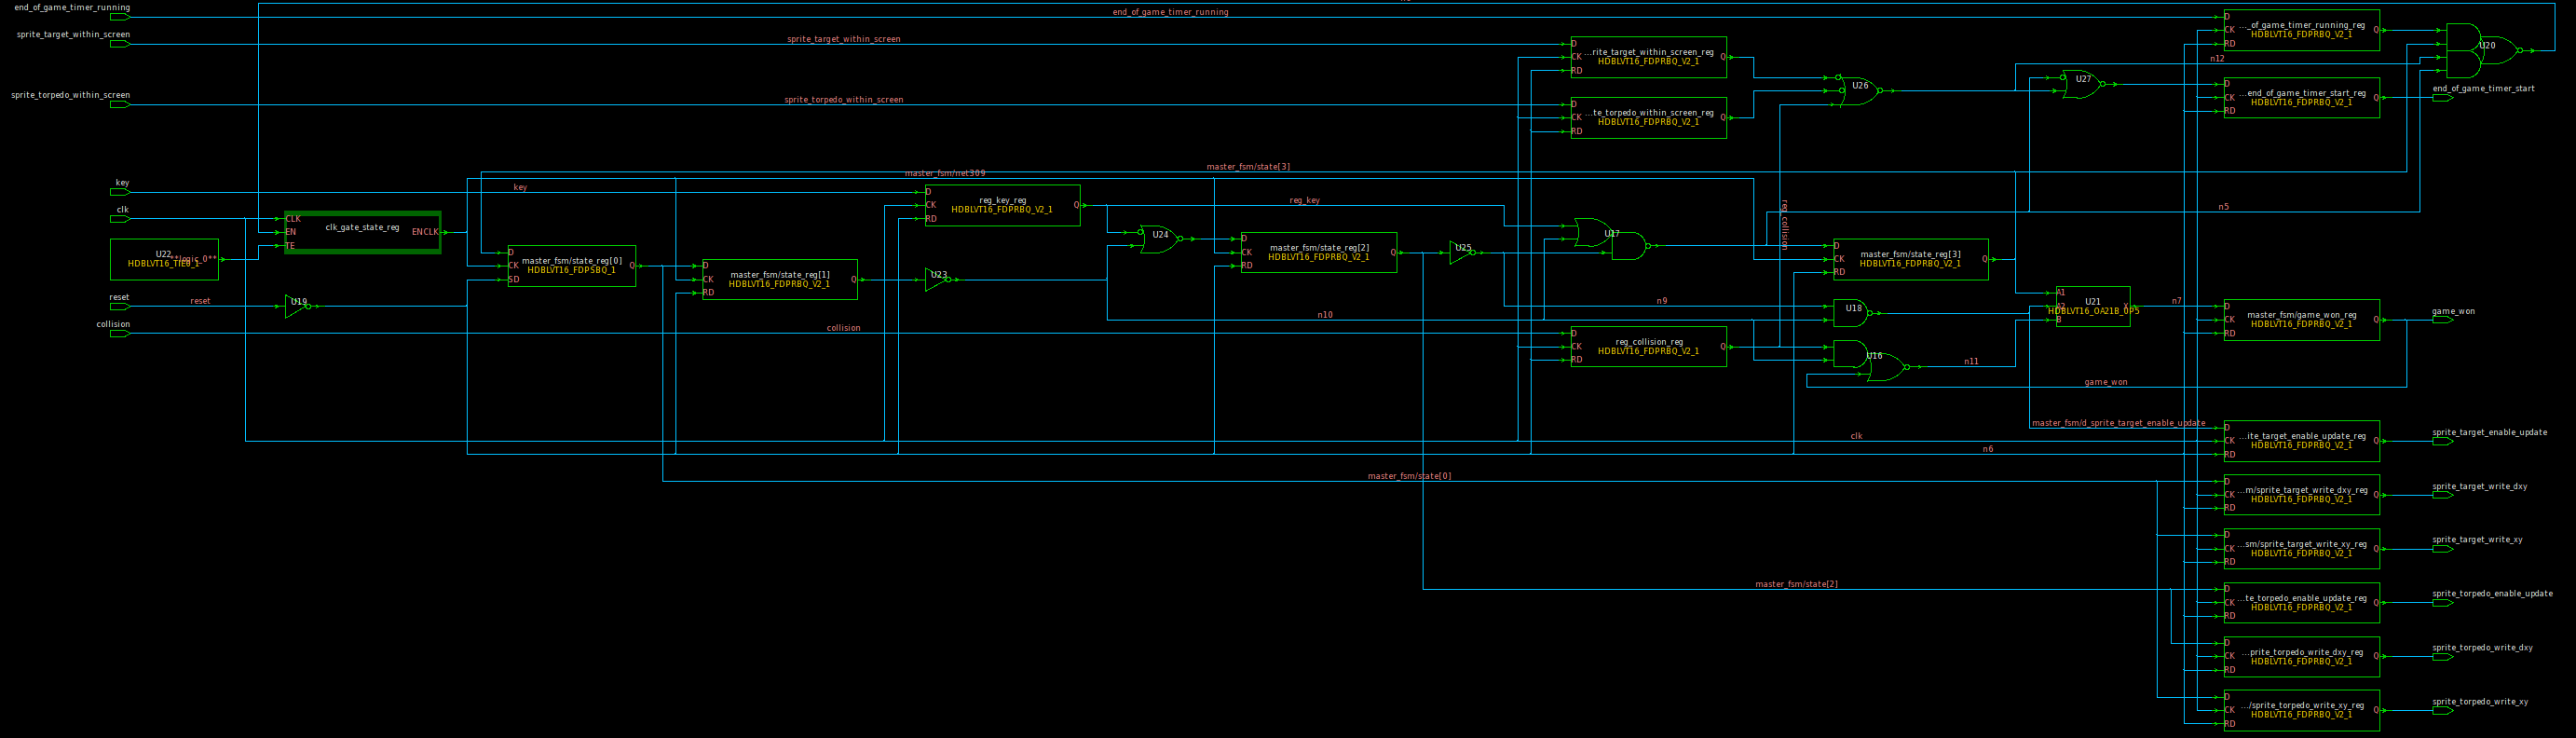 end_of_game_timer_running
end_of_game_timer_running
sprite_target_within_screen
sprite_target_within_screen
sprite_torpedo_within_screen
sprite_torpedo_within_screen
D
CK
RD
..._of_game_timer_running_reg
HDBLVT16_FDPRBQ_V2_1
Q
U20
D
CK
RD
...rite_target_within_screen_reg
HDBLVT16_FDPRBQ_V2_1
Q
n12
U26
U27
D
CK
RD
...end_of_game_timer_start_reg
HDBLVT16_FDPRBQ_V2_1
Q
end_of_game_timer_start
D
CK
RD
...te_torpedo_within_screen_reg
HDBLVT16_FDPRBQ_V2_1
Q
master_fsm/state[3]
master_fsm/net309
key
key
D
CK
RD
reg_key_reg
HDBLVT16_FDPRBQ_V2_1
Q
reg_key
reg_collision
n5
clk
CLK
EN
TE
clk_gate_state_reg
ENCLK
U22
**logic_0**
HDBLVT16_TIE0_1
D
CK
SD
master_fsm/state_reg[0]
HDBLVT16_FDPSBQ_1
Q
D
CK
RD
master_fsm/state_reg[1]
HDBLVT16_FDPRBQ_V2_1
Q
U23
U24
D
CK
RD
master_fsm/state_reg[2]
HDBLVT16_FDPRBQ_V2_1
Q
U25
U17
D
CK
RD
master_fsm/state_reg[3]
HDBLVT16_FDPRBQ_V2_1
Q
reset
reset
U19
n9
n10
U18
A1
A2
B
U21
HDBLVT16_OA21B_0P5
X
n7
D
CK
RD
master_fsm/game_won_reg
HDBLVT16_FDPRBQ_V2_1
Q
game_won
collision
collision
D
CK
RD
reg_collision_reg
HDBLVT16_FDPRBQ_V2_1
Q
U16
n11
game_won
master_fsm/d_sprite_target_enable_update
clk
n6
D
CK
RD
...ite_target_enable_update_reg
HDBLVT16_FDPRBQ_V2_1
Q
sprite_target_enable_update
master_fsm/state[0]
D
CK
RD
...m/sprite_target_write_dxy_reg
HDBLVT16_FDPRBQ_V2_1
Q
sprite_target_write_dxy
D
CK
RD
...sm/sprite_target_write_xy_reg
HDBLVT16_FDPRBQ_V2_1
Q
sprite_target_write_xy
master_fsm/state[2]
D
CK
RD
...te_torpedo_enable_update_reg
HDBLVT16_FDPRBQ_V2_1
Q
sprite_torpedo_enable_update
D
CK
RD
...prite_torpedo_write_dxy_reg
HDBLVT16_FDPRBQ_V2_1
Q
sprite_torpedo_write_dxy
D
CK
RD
.../sprite_torpedo_write_xy_reg
HDBLVT16_FDPRBQ_V2_1
Q
sprite_torpedo_write_xy